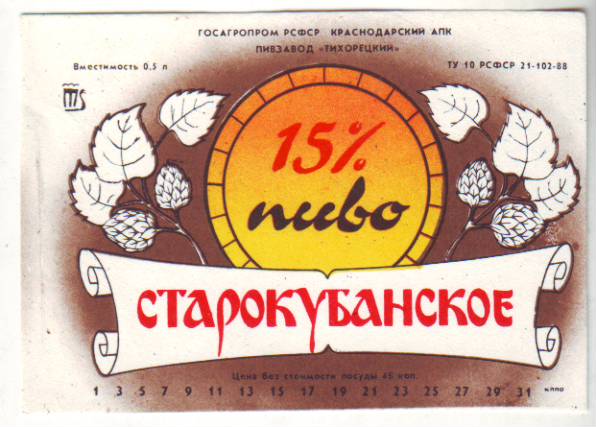 ГОСАГРОПРОМ РСФСР КРАСНОДАРСКИЙ АПК
ПИВЗАВОД «ТИХОРЕЦКИЙ»
Вместимость 0,5 л
ТУ 10 РСФСР 21-102-88
15%
пиво
СТАРОКУБАНСКОЕ
Цена без стоимости посуды 45 коп.
1 3 5 7 9 11 13 15 17 19 21 23 25 27 29 31 КППО